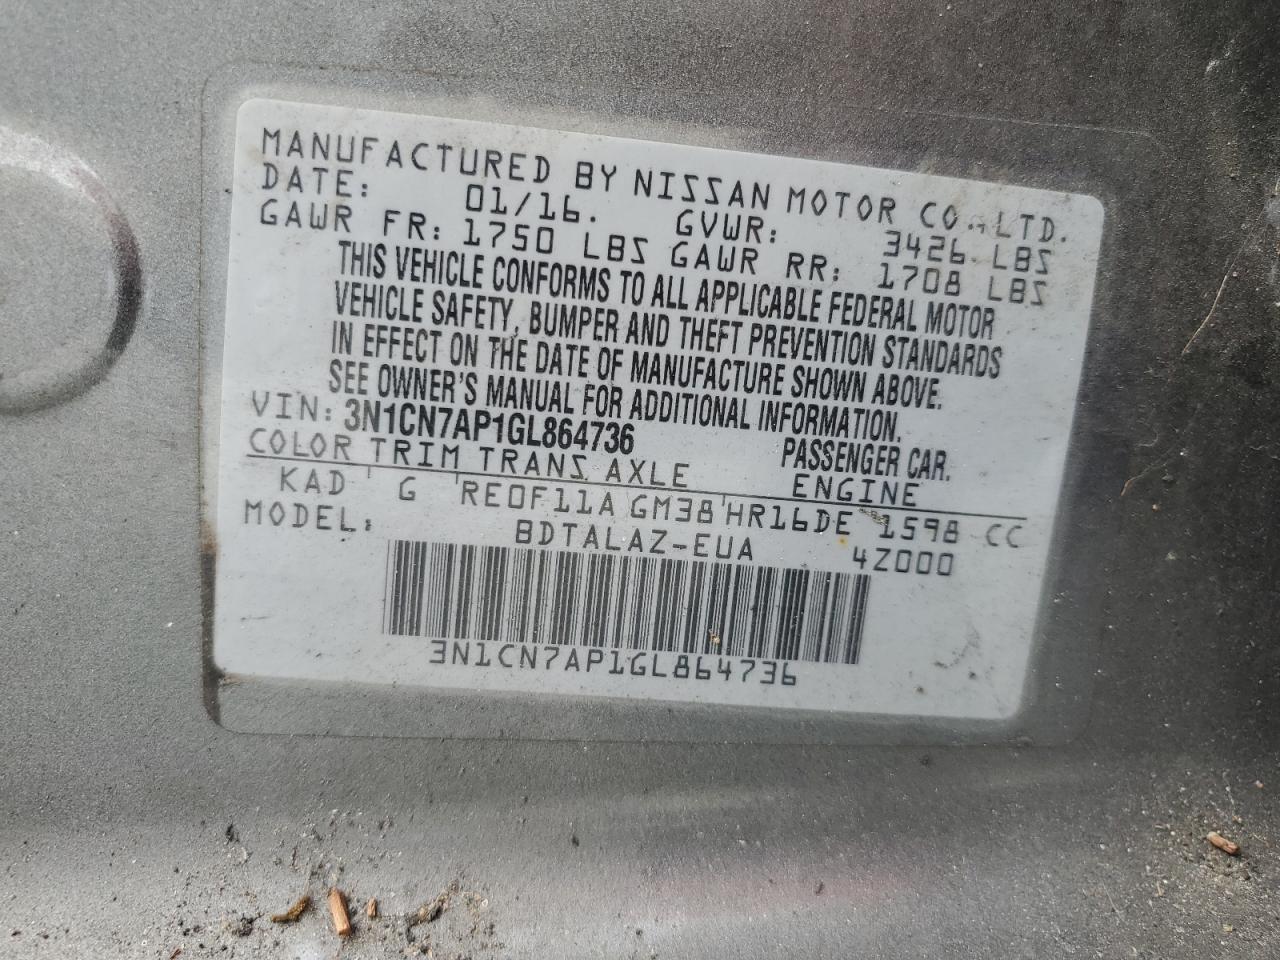 MANUFACTURED BY NISSAN MOTOR CO., LTD.
DATE: 01/16. GVWR: 3426 LBS
GAWR FR: 1750 LBS GAWR RR: 1708 LBS
THIS VEHICLE CONFORMS TO ALL APPLICABLE FEDERAL MOTOR
VEHICLE SAFETY, BUMPER AND THEFT PREVENTION STANDARDS
IN EFFECT ON THE DATE OF MANUFACTURE SHOWN ABOVE.
SEE OWNER'S MANUAL FOR ADDITIONAL INFORMATION.
VIN: 3N1CN7AP1GL864736 PASSENGER CAR.
COLOR TRIM TRANS AXLE ENGINE
KAD G RE0F11A GM38 HR16DE 1598 CC
MODEL: BDTALAZ-EUA 4Z000
3N1CN7AP1GL864736